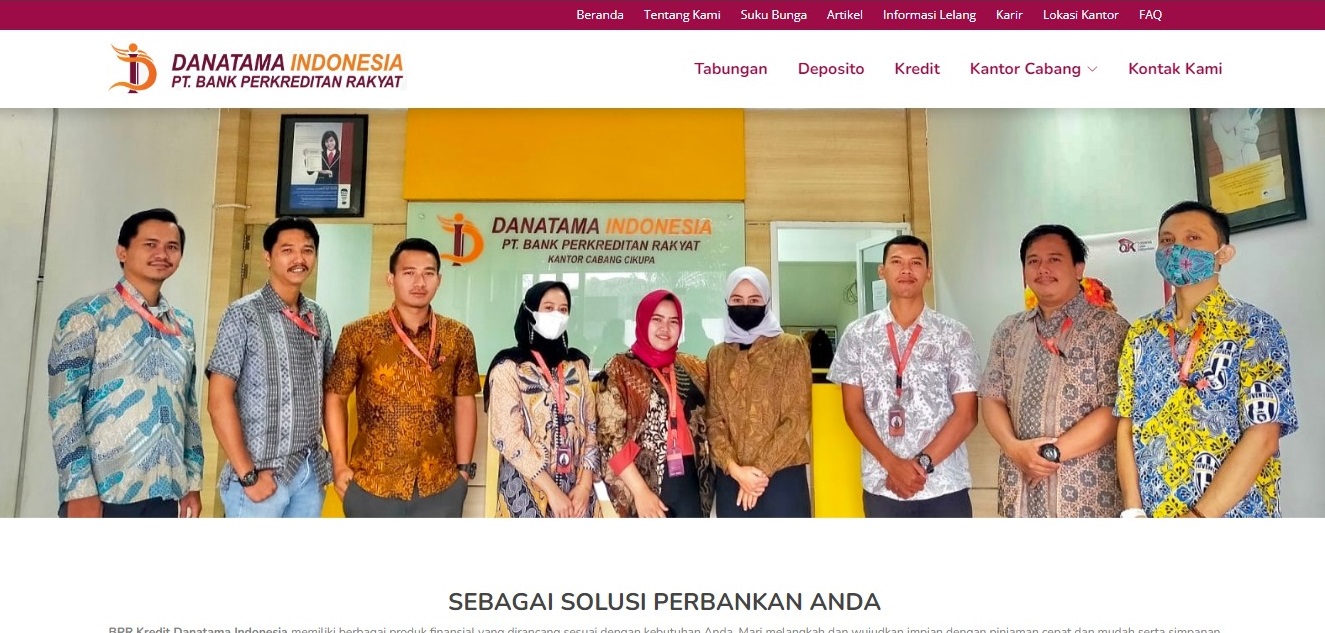 Beranda Tentang Kami Suku Bunga Artikel Informasi Lelang Karir Lokasi Kantor FAQ
DANATAMA INDONESIA
PT. BANK PERKREDITAN RAKYAT
Tabungan Deposito Kredit Kantor Cabang Kontak Kami
DANATAMA INDONESIA
PT. BANK PERKREDITAN RAKYAT
KANTOR CABANG CIKUPA
JUVENTUS
SEBAGAI SOLUSI PERBANKAN ANDA
BPR Kredit Danatama Indonesia memiliki berbagai produk finansial yang dirancang sesuai dengan kebutuhan Anda. Mari melangkah dan wujudkan impian dengan pinjaman cepat dan mudah serta simpanan